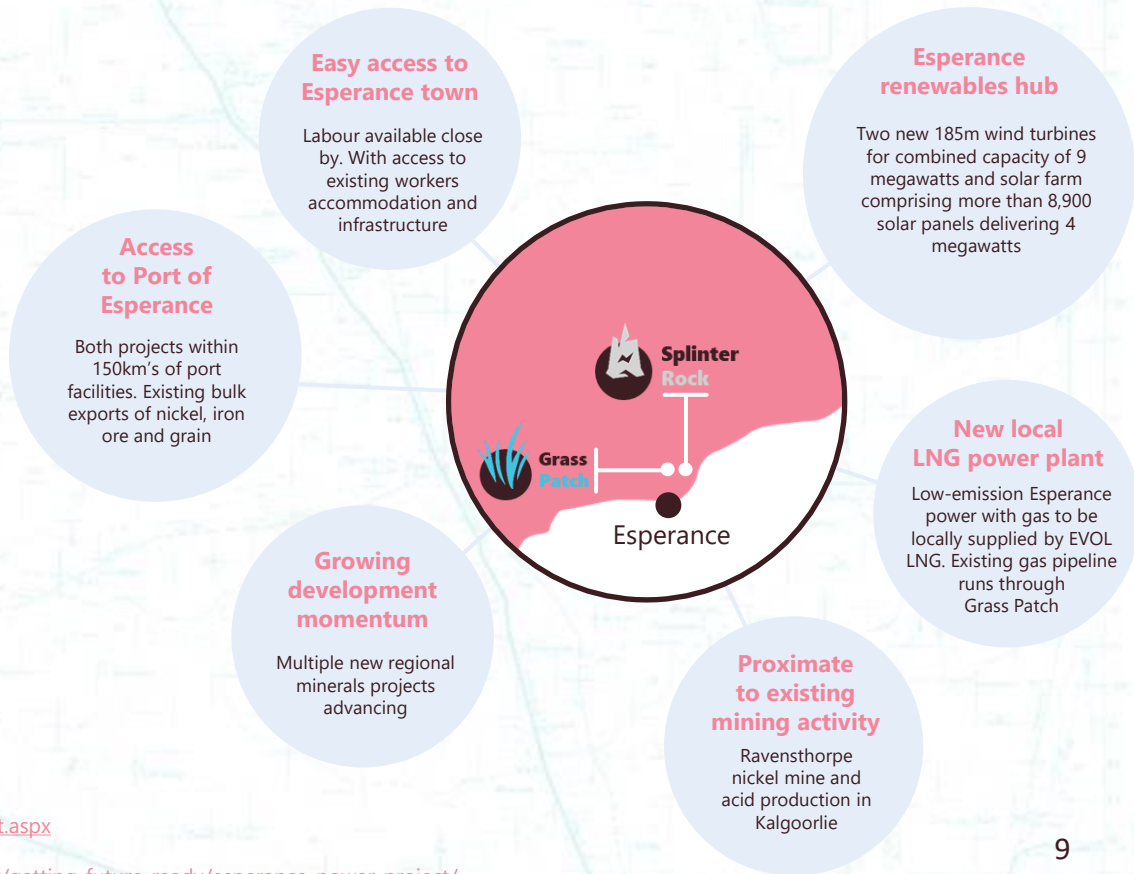 Easy access to
Esperance town
Labour available close
by. With access to
existing workers
accommodation and
infrastructure
Esperance
renewables hub
Two new 185m wind turbines
for combined capacity of 9
megawatts and solar farm
comprising more than 8,900
solar panels delivering 4
megawatts
Access
to Port of
Esperance
Both projects within
150km's of port
facilities. Existing bulk
exports of nickel, iron
ore and grain
Splinter
Rock
Grass
Patch
Esperance
New local
LNG power plant
Low-emission Esperance
power with gas to be
locally supplied by EVOL
LNG. Existing gas pipeline
runs through
Grass Patch
Growing
development
momentum
Multiple new regional
minerals projects
advancing
Proximate
to existing
mining activity
Ravensthorpe
nickel mine and
acid production in
Kalgoorlie
t.aspx
/getting-future-ready/esperance-power-project/
9